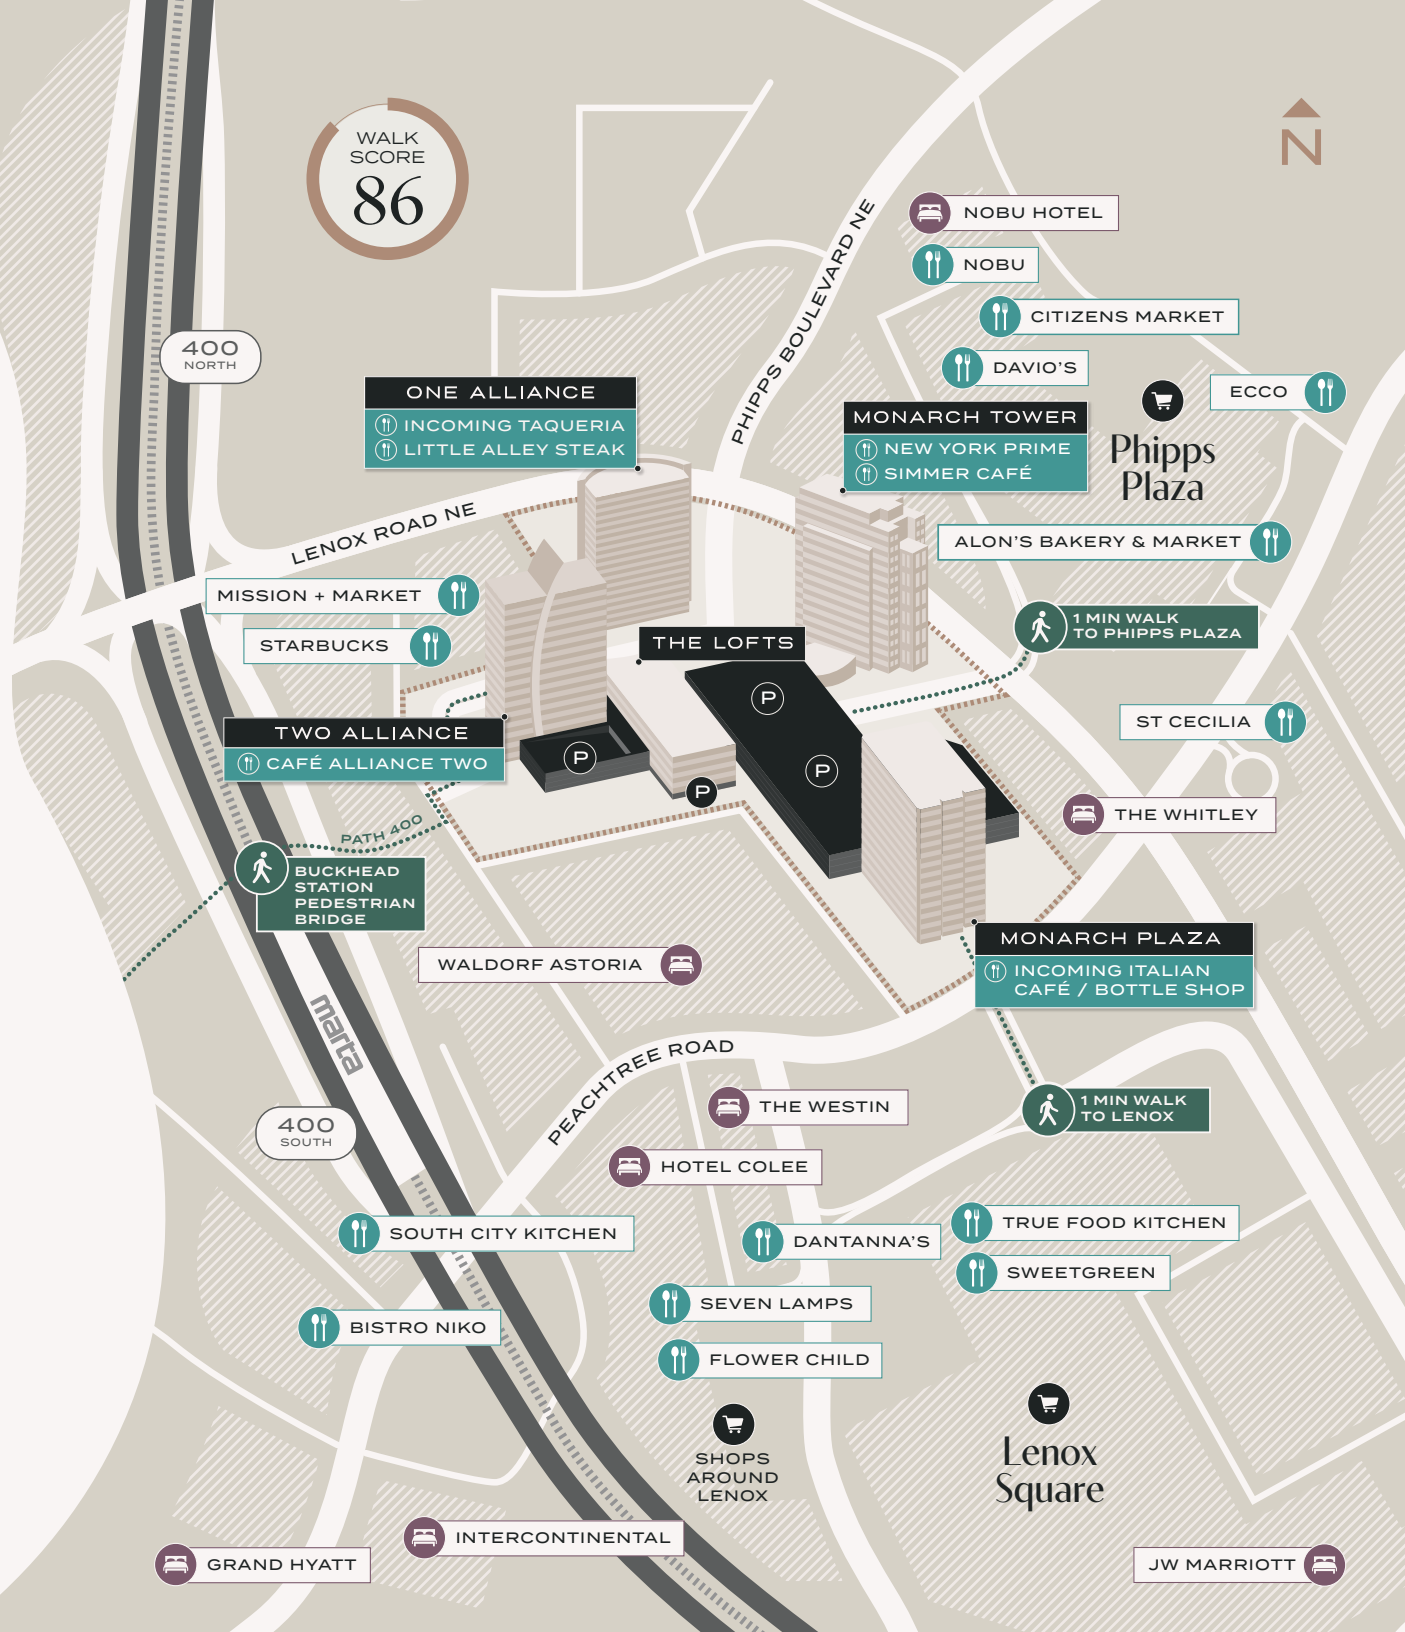 WALK
SCORE
86
N
NOBU HOTEL
NOBU
CITIZENS MARKET
DAVIO'S
ECCO
Phipps
Plaza
PHIPPS BOULEVARD NE
400
NORTH
ONE ALLIANCE
INCOMING TAQUERIA
LITTLE ALLEY STEAK
MONARCH TOWER
NEW YORK PRIME
SIMMER CAFÉ
LENOX ROAD NE
ALON'S BAKERY & MARKET
MISSION + MARKET
STARBUCKS
THE LOFTS
1 MIN WALK
TO PHIPPS PLAZA
P
P
P
P
TWO ALLIANCE
CAFÉ ALLIANCE TWO
ST CECILIA
THE WHITLEY
PATH 400
BUCKHEAD
STATION
PEDESTRIAN
BRIDGE
WALDORF ASTORIA
MONARCH PLAZA
INCOMING ITALIAN
CAFÉ / BOTTLE SHOP
marta
PEACHTREE ROAD
400
SOUTH
THE WESTIN
1 MIN WALK
TO LENOX
HOTEL COLEE
SOUTH CITY KITCHEN
DANTANNA'S
TRUE FOOD KITCHEN
SWEETGREEN
SEVEN LAMPS
BISTRO NIKO
FLOWER CHILD
SHOPS
AROUND
LENOX
Lenox
Square
INTERCONTINENTAL
GRAND HYATT
JW MARRIOTT